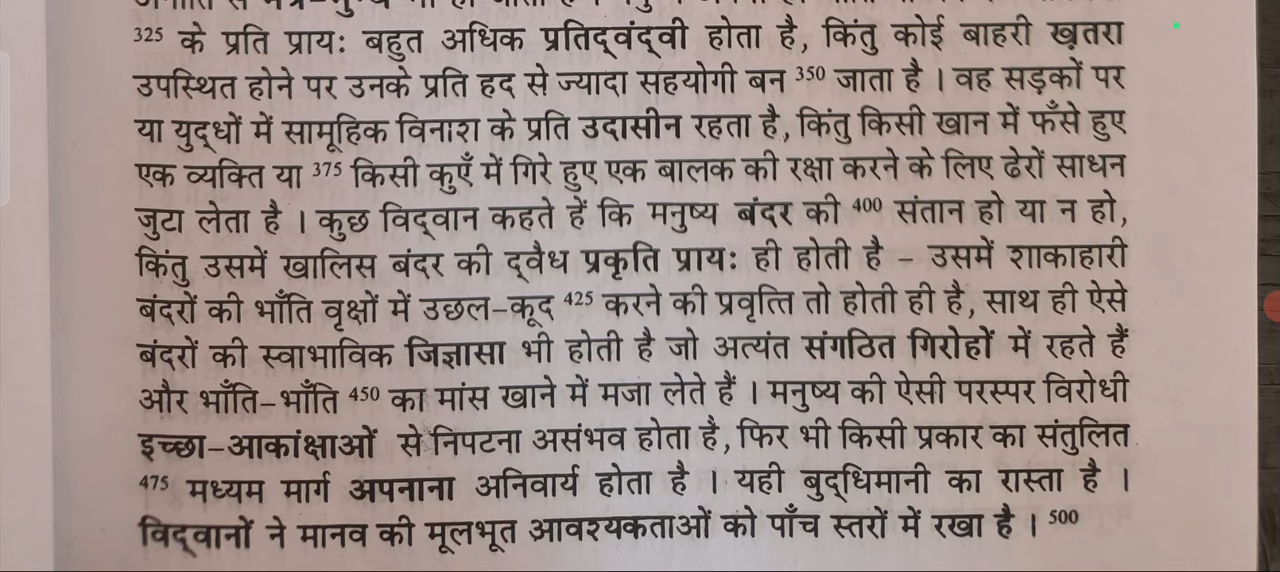 325 के प्रति प्रायः बहुत अधिक प्रतिद्वंद्वी होता है, किंतु कोई बाहरी ख़तरा
उपस्थित होने पर उनके प्रति हद से ज्यादा सहयोगी बन 350 जाता है । वह सड़कों पर
या युद्धों में सामूहिक विनाश के प्रति उदासीन रहता है, किंतु किसी खान में फँसे हुए
एक व्यक्ति या 375 किसी कुएँ में गिरे हुए एक बालक की रक्षा करने के लिए ढेरों साधन
जुटा लेता है । कुछ विद्वान कहते हें कि मनुष्य बंदर की 400 संतान हो या न हो,
किंतु उसमें खालिस बंदर की द्वैध प्रकृति प्रायः ही होती है – उसमें शाकाहारी
बंदरों की भाँति वृक्षों में उछल-कूद 425 करने की प्रवृत्ति तो होती ही है, साथ ही ऐसे
बंदरों की स्वाभाविक जिज्ञासा भी होती है जो अत्यंत संगठित गिरोहों में रहते हैं
और भाँति-भाँति 450 का मांस खाने में मजा लेते हैं । मनुष्य की ऐसी परस्पर विरोधी
इच्छा-आकांक्षाओं से निपटना असंभव होता है, फिर भी किसी प्रकार का संतुलित
475 मध्यम मार्ग अपनाना अनिवार्य होता है । यही बुद्धिमानी का रास्ता है ।
विद्वानों ने मानव की मूलभूत आवश्यकताओं को पाँच स्तरों में रखा है । 500